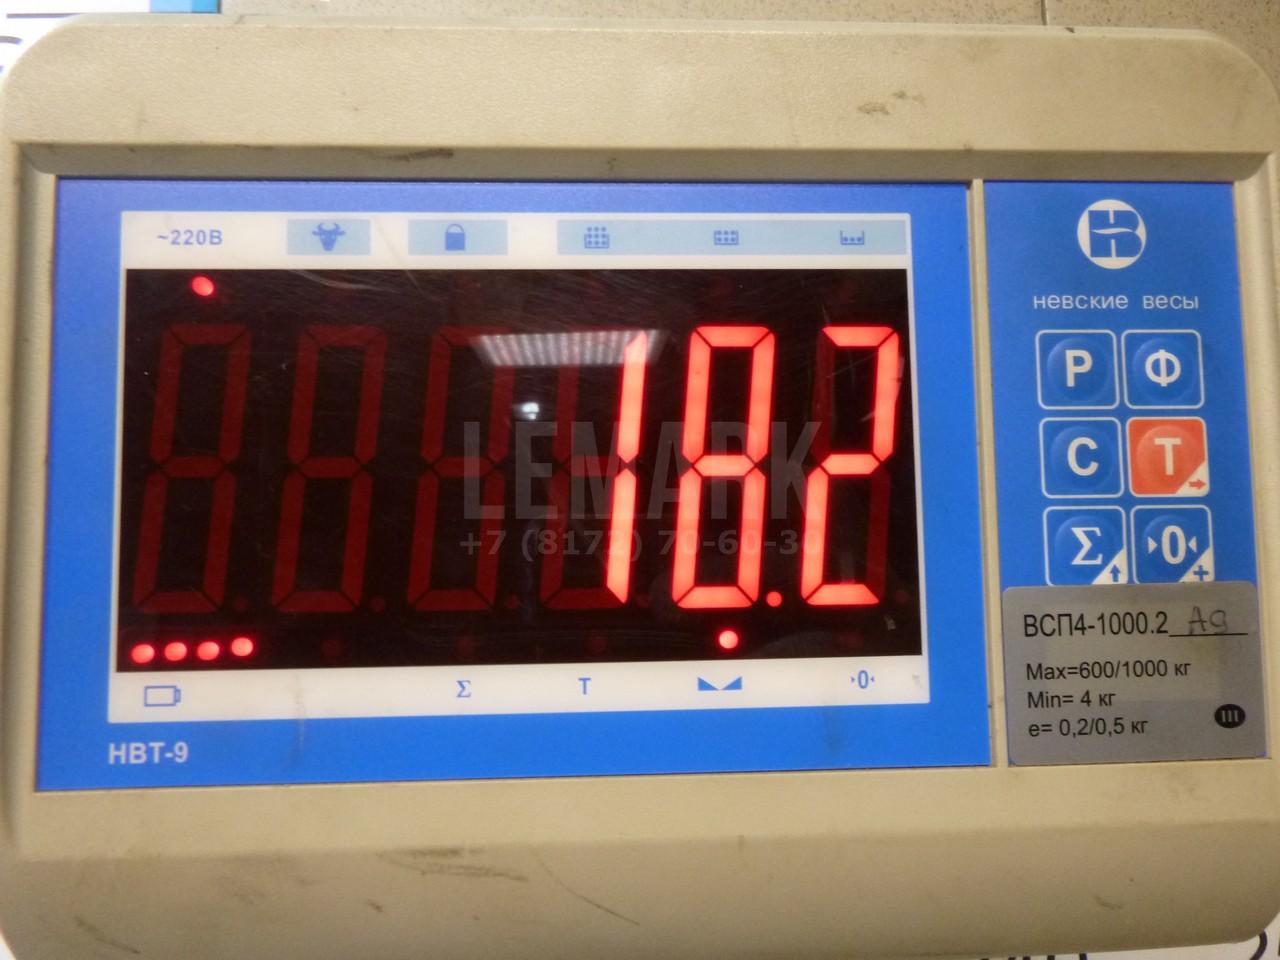 ~220В
18.2
LEMARK
+7 (8172) 70-60-30
Σ
T
0
НВТ-9
невские весы
Р
Ф
С
Т
Σ
0
ВСП4-1000.2 А9
Max=600/1000 кг
Min= 4 кг
e= 0,2/0,5 кг
III